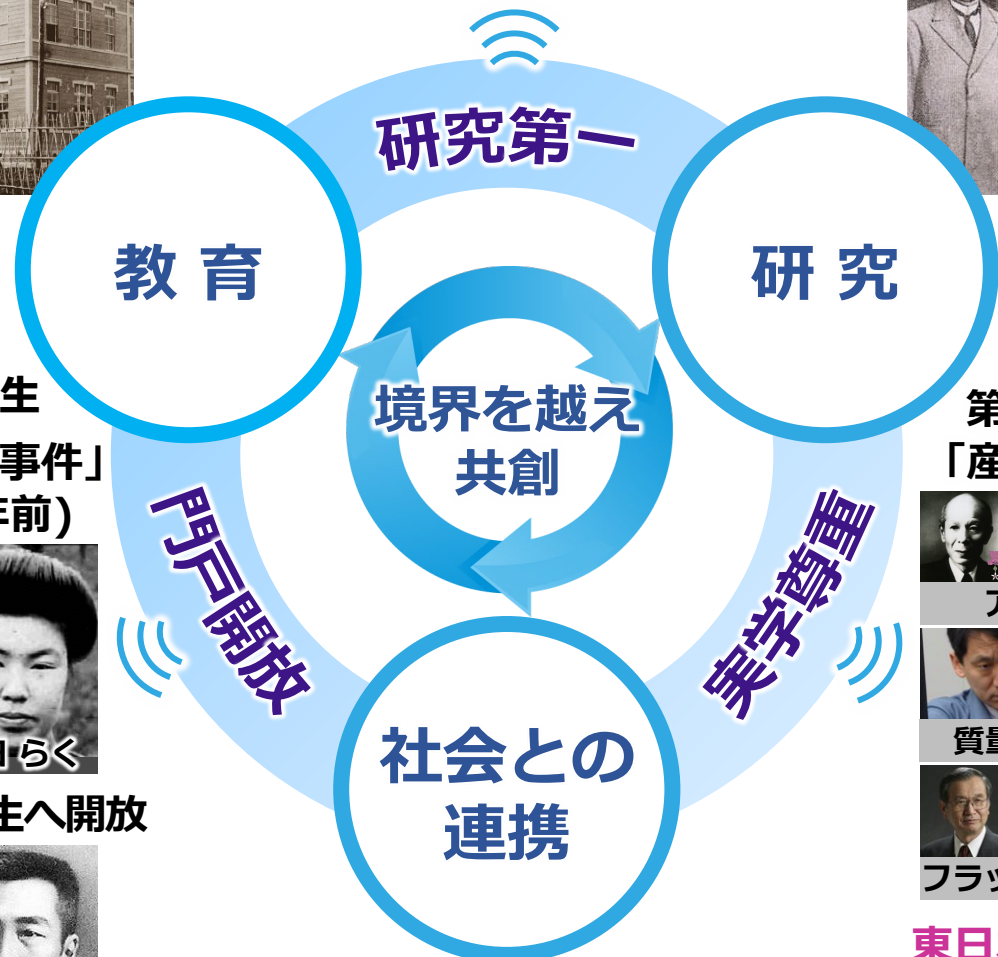 研究第一
教 育
研 究
境界を越え
共創
門戸開放
実学尊重
社会との
連携
生
事件」
年前)
らく
生へ開放
第
「産
ア
質量
フラッ
東日